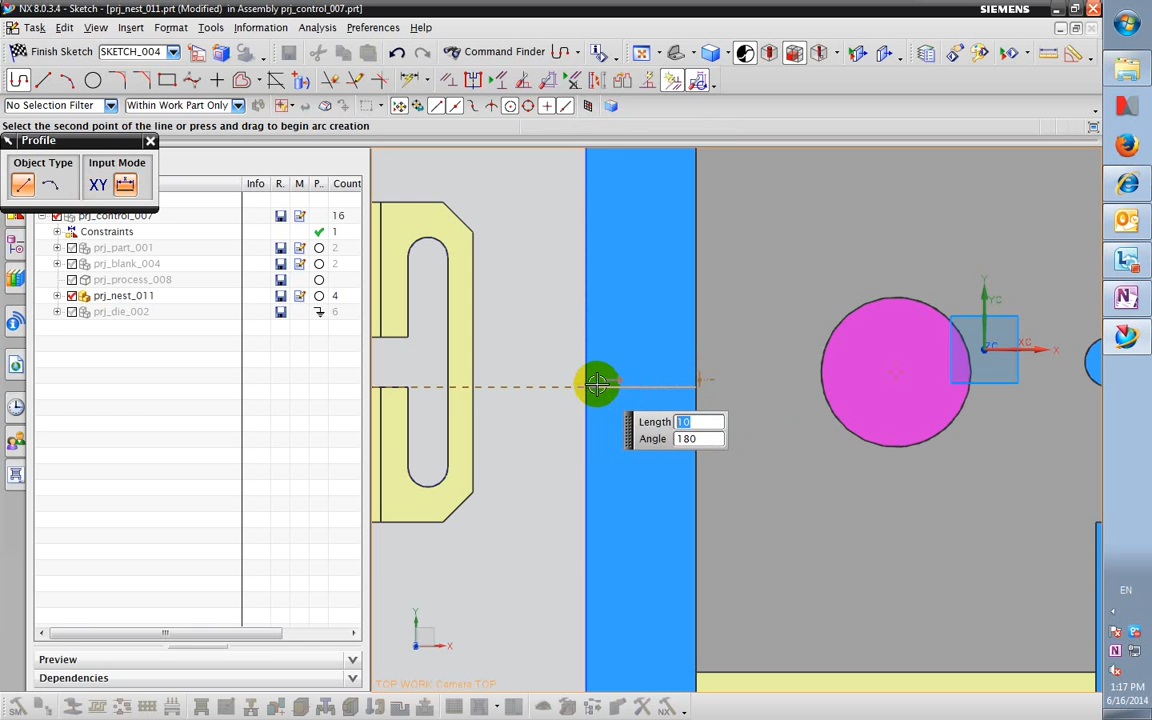 NX 8.0.3.4 - Sketch - [prj_nest_011.prt (Modified)  in Assembly prj_control_007.prt]
SIEMENS
Task Edit View Insert Format Tools Information Analysis Preferences Help
Finish Sketch SKETCH_004 Command Finder
No Selection Filter Within Work Part Only
Select the second point of the line or press and drag to begin arc creation
Profile
Object Type Input Mode
XY
Info R. M P.. Count
prj_control_007 16
Constraints 1
prj_part_001 2
prj_blank_004 2
prj_process_008
prj_nest_011 4
prj_die_002 6
Y
YC
ZC
XC
X
Length 10
Angle 180
Y
X
TOP WORK Camera TOP
Preview
Dependencies
EN
1:17 PM
6/16/2014